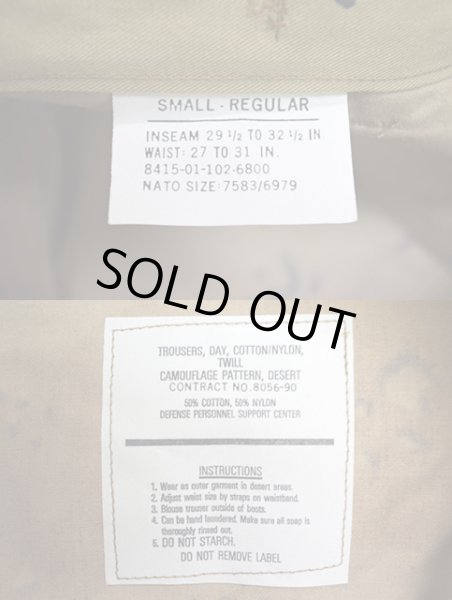 SMALL - REGULAR
INSEAM 29 1/2 TO 32 1/2 IN.
WAIST: 27 TO 31 IN.
8415-01-102-6800
NATO SIZE: 7583/6979
SOLD OUT
TROUSERS, DAY, COTTON/NYLON,
TWILL
CAMOUFLAGE PATTERN, DESERT
CONTRACT NO.8056-90
50% COTTON, 50% NYLON
DEFENSE PERSONNEL SUPPORT CENTER
INSTRUCTIONS
1. Wear as outer garment in desert areas.
2. Adjust waist size by straps on waistband.
3. Blouse trouser outside of boots.
4. Can be hand laundered. Make sure all soap is
thoroughly rinsed out.
5. DO NOT STARCH.
DO NOT REMOVE LABEL